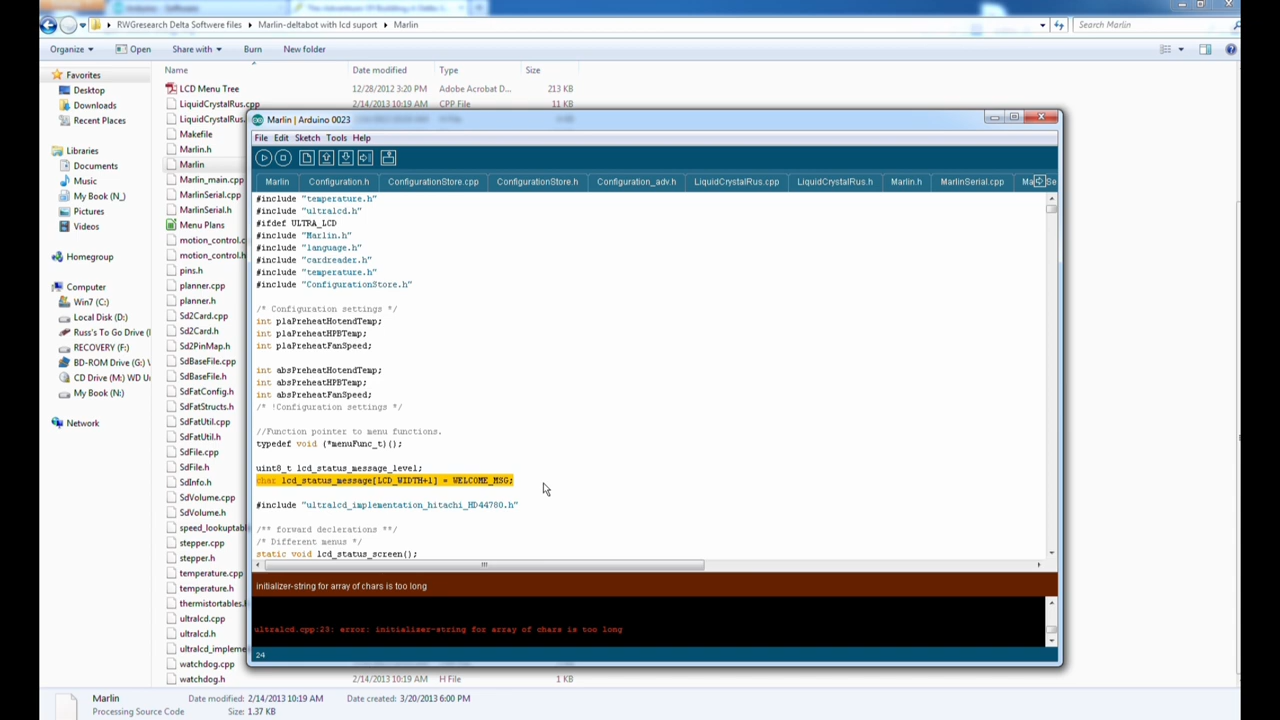 RWGresearch Delta Softwere files
Marlin-deltabot with lcd suport
Marlin
Search Marlin
Organize
Open
Share with
Burn
New folder
Name
Date modified
Type
Size
Favorites
Desktop
Downloads
Recent Places
Libraries
Documents
Music
My Book (N:)
Pictures
Videos
Homegroup
Computer
Win7 (C:)
Local Disk (D:)
Russ's To Go Drive (
RECOVERY (F:)
BD-ROM Drive (G:) V
CD Drive (M:) WD Un
My Book (N:)
Network
LCD Menu Tree 12/28/2012 3:20 PM Adobe Acrobat D... 213 KB
LiquidCrystalRus.cpp 2/14/2013 10:19 AM CPP File 11 KB
LiquidCrystalRus.
Makefile
Marlin.h
Marlin
Marlin_main.cpp
MarlinSerial.cpp
MarlinSerial.h
Menu Plans
motion_control.c
motion_control.h
pins.h
planner.cpp
planner.h
Sd2Card.cpp
Sd2Card.h
Sd2PinMap.h
SdBaseFile.cpp
SdBaseFile.h
SdFatConfig.h
SdFatStructs.h
SdFatUtil.cpp
SdFatUtil.h
SdFile.cpp
SdFile.h
SdInfo.h
SdVolume.cpp
SdVolume.h
speed_lookuptab
stepper.cpp
stepper.h
temperature.cpp
temperature.h
thermistortables.
ultralcd.cpp
ultralcd.h
ultralcd_impleme
watchdog.cpp
watchdog.h
H File 1 KB
Marlin | Arduino 0023
File Edit Sketch Tools Help
Marlin Configuration.h ConfigurationStore.cpp ConfigurationStore.h Configuration_adv.h LiquidCrystalRus.cpp LiquidCrystalRus.h Marlin.h MarlinSerial.cpp
#include "temperature.h"
#include "ultralcd.h"
#ifdef ULTRA_LCD
#include "Marlin.h"
#include "language.h"
#include "cardreader.h"
#include "temperature.h"
#include "ConfigurationStore.h"
/* Configuration settings */
int plaPreheatHotendTemp;
int plaPreheatHPBTemp;
int plaPreheatFanSpeed;
int absPreheatHotendTemp;
int absPreheatHPBTemp;
int absPreheatFanSpeed;
/* !Configuration settings */
//Function pointer to menu functions.
typedef void (*menuFunc_t)();
uint8_t lcd_status_message_level;
char lcd_status_message[LCD_WIDTH+1] = WELCOME_MSG;
#include "ultralcd_implementation_hitachi_HD44780.h"
/** forward declerations **/
/* Different menus */
static void lcd_status_screen();
initializer-string for array of chars is too long
ultralcd.cpp:23: error: initializer-string for array of chars is too long
24
Marlin
Date modified: 2/14/2013 10:19 AM
Date created: 3/20/2013 6:00 PM
Processing Source Code
Size: 1.37 KB